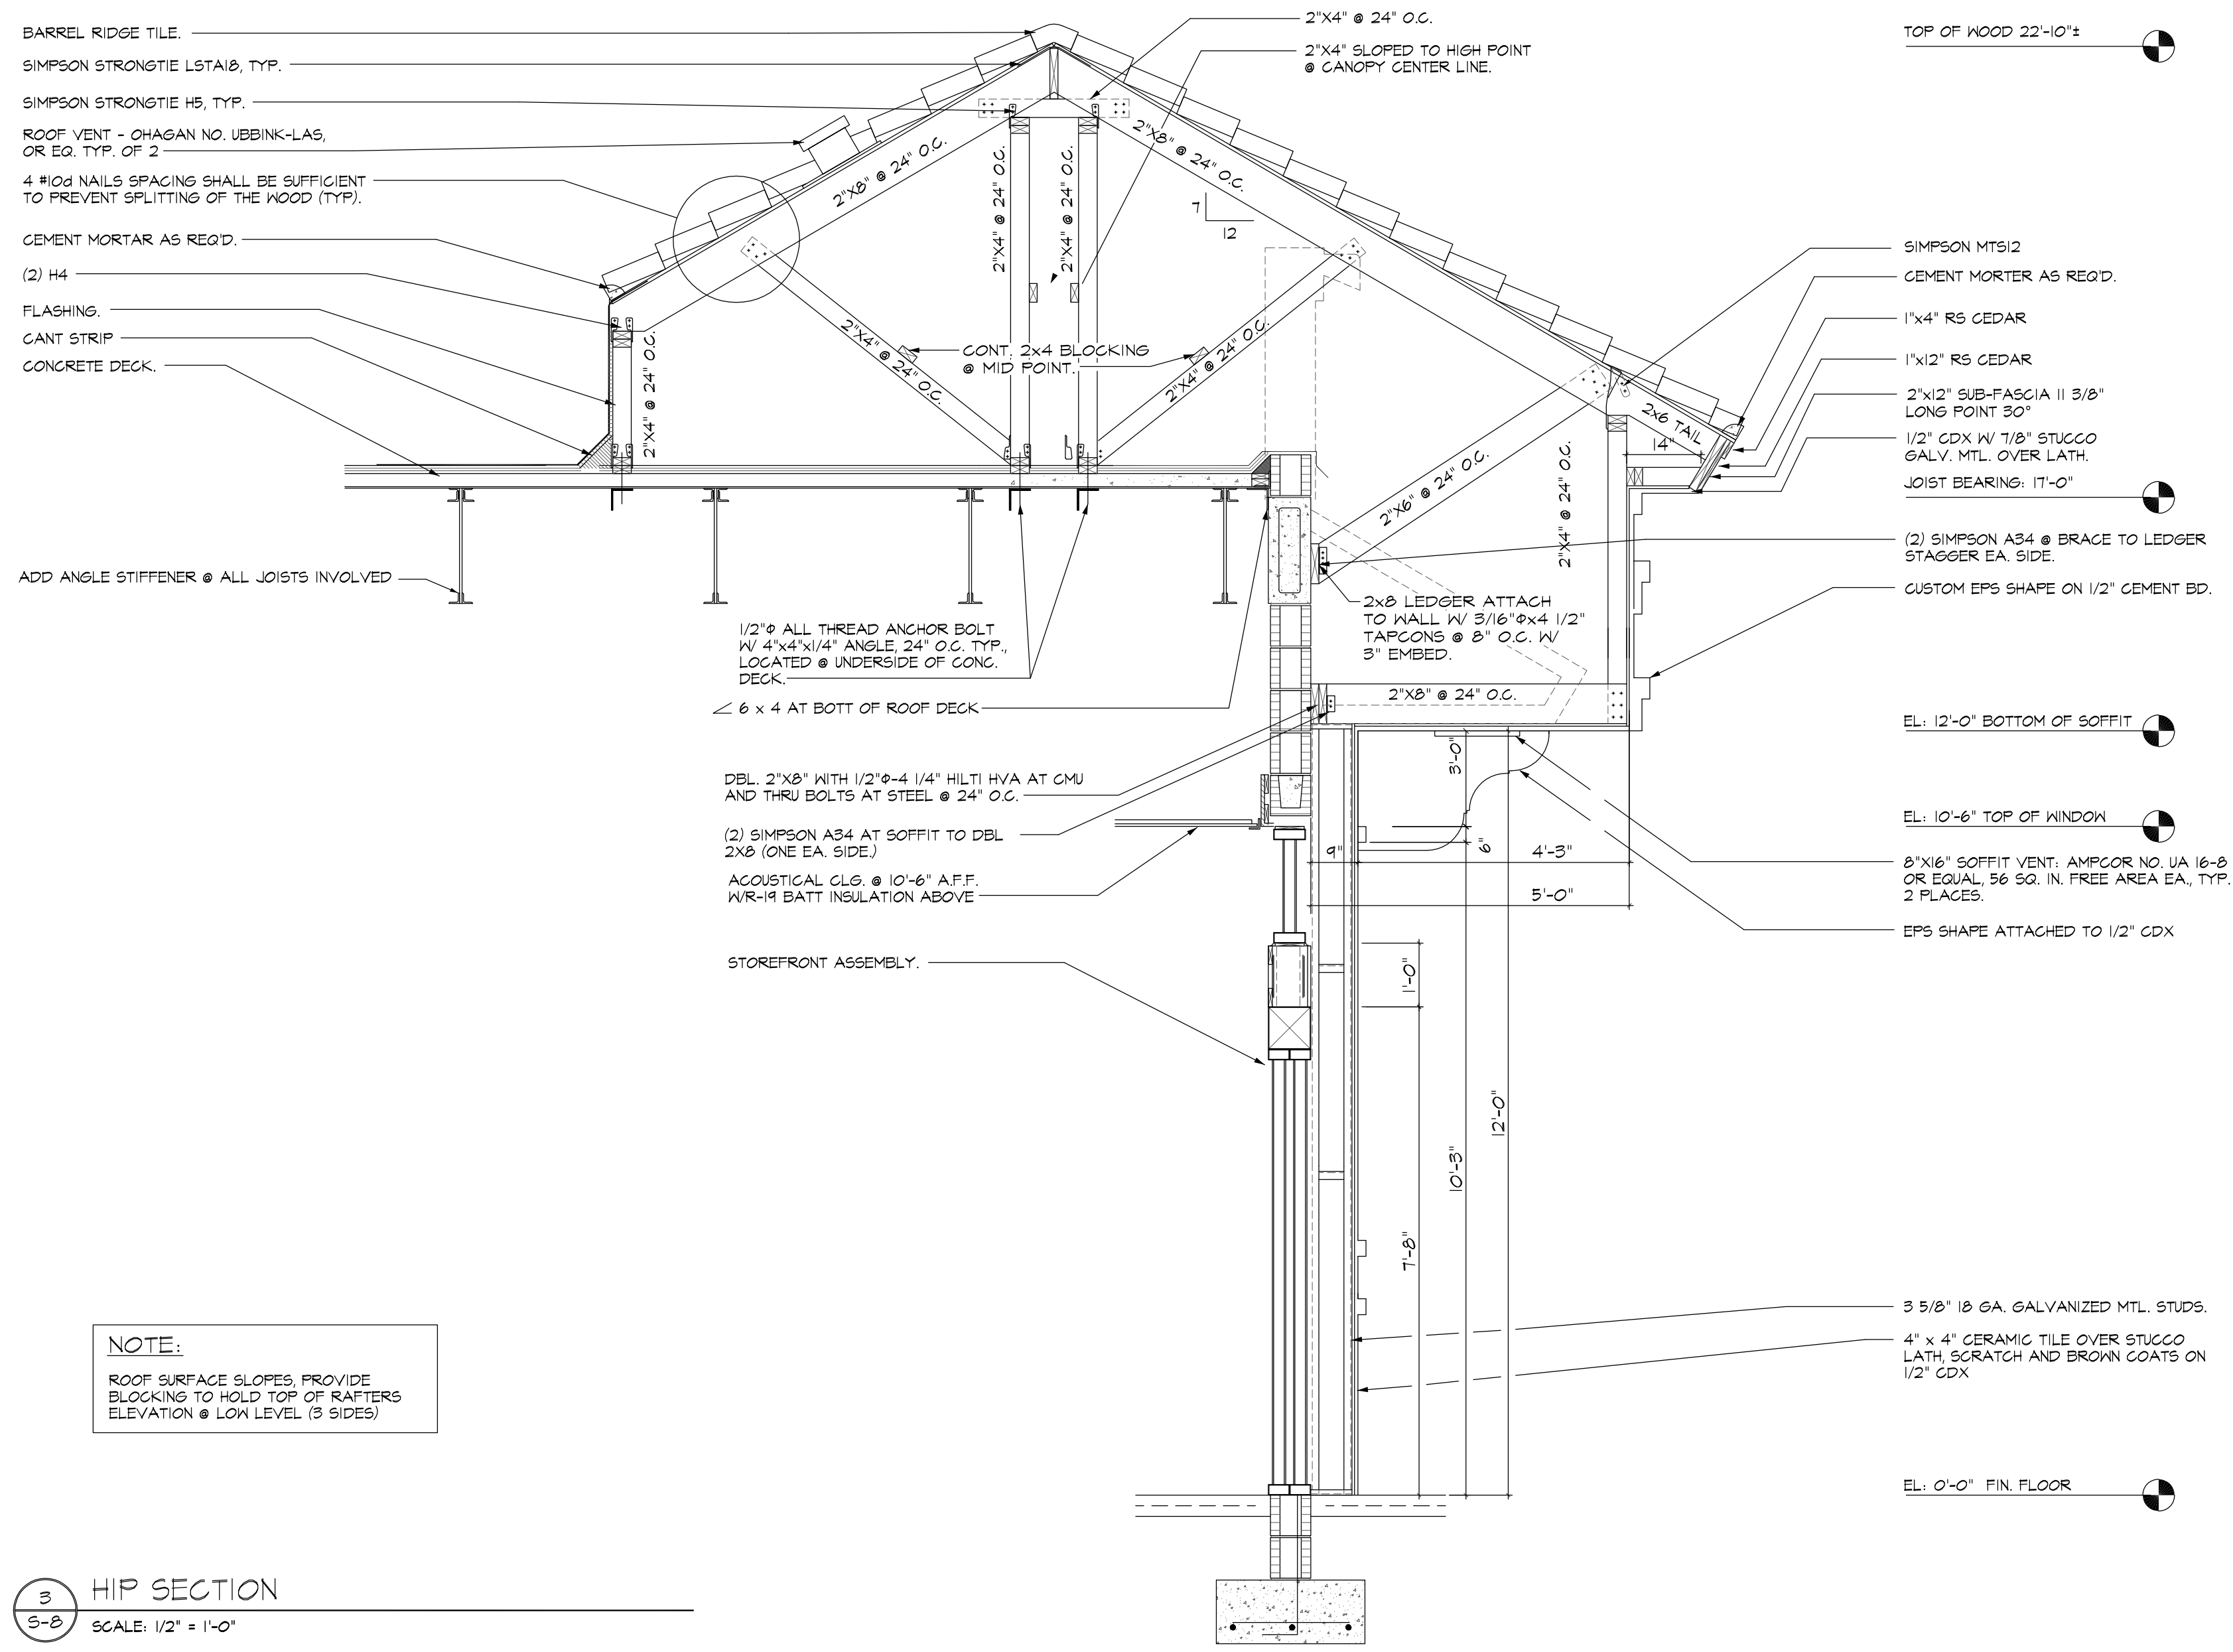 BARREL RIDGE TILE.
SIMPSON STRONGTIE LSTA18, TYP.
SIMPSON STRONGTIE H5, TYP.
ROOF VENT - OHAGAN NO. UBBINK-LAS,
OR EQ. TYP. OF 2
4 #10d NAILS SPACING SHALL BE SUFFICIENT
TO PREVENT SPLITTING OF THE WOOD (TYP).
CEMENT MORTAR AS REQ'D.
(2) H4
FLASHING.
CANT STRIP
CONCRETE DECK.
ADD ANGLE STIFFENER @ ALL JOISTS INVOLVED
2"X4" @ 24" O.C.
2"X4" SLOPED TO HIGH POINT
@ CANOPY CENTER LINE.
2"X8" @ 24" O.C.
2"X4" @ 24" O.C.
2"X4" @ 24" O.C.
2"X8" @ 24" O.C.
7
12
2"X4" @ 24" O.C.
2"X4" @ 24" O.C.
CONT. 2x4 BLOCKING
@ MID POINT.
2"X4" @ 24" O.C.
2"X6" @ 24" O.C.
2"X4" @ 24" O.C.
2x6 TAIL
14"
1/2"Φ ALL THREAD ANCHOR BOLT
W/ 4"x4"x1/4" ANGLE, 24" O.C. TYP.,
LOCATED @ UNDERSIDE OF CONC.
DECK.
6 x 4 AT BOTT OF ROOF DECK
2x8 LEDGER ATTACH
TO WALL W/ 3/16"Φx4 1/2"
TAPCONS @ 8" O.C. W/
3" EMBED.
2"X8" @ 24" O.C.
DBL. 2"X8" WITH 1/2"Φ-4 1/4" HILTI HVA AT CMU
AND THRU BOLTS AT STEEL @ 24" O.C.
(2) SIMPSON A34 AT SOFFIT TO DBL
2X8 (ONE EA. SIDE.)
ACOUSTICAL CLG. @ 10'-6" A.F.F.
W/R-19 BATT INSULATION ABOVE
STOREFRONT ASSEMBLY.
3'-0"
6"
9"
4'-3"
5'-0"
1'-0"
7'-8"
10'-3"
12'-0"
TOP OF WOOD 22'-10"±
SIMPSON MTS12
CEMENT MORTER AS REQ'D.
1"x4" RS CEDAR
1"x12" RS CEDAR
2"x12" SUB-FASCIA 11 3/8"
LONG POINT 30°
1/2" CDX W/ 7/8" STUCCO
GALV. MTL. OVER LATH.
JOIST BEARING: 17'-0"
(2) SIMPSON A34 @ BRACE TO LEDGER
STAGGER EA. SIDE.
CUSTOM EPS SHAPE ON 1/2" CEMENT BD.
EL: 12'-0" BOTTOM OF SOFFIT
EL: 10'-6" TOP OF WINDOW
8"X16" SOFFIT VENT: AMPCOR NO. UA 16-8
OR EQUAL, 56 SQ. IN. FREE AREA EA., TYP.
2 PLACES.
EPS SHAPE ATTACHED TO 1/2" CDX
3 5/8" 18 GA. GALVANIZED MTL. STUDS.
4" x 4" CERAMIC TILE OVER STUCCO
LATH, SCRATCH AND BROWN COATS ON
1/2" CDX
EL: 0'-0" FIN. FLOOR
NOTE:
ROOF SURFACE SLOPES, PROVIDE
BLOCKING TO HOLD TOP OF RAFTERS
ELEVATION @ LOW LEVEL (3 SIDES)
3
S-8
HIP SECTION
SCALE: 1/2" = 1'-0"